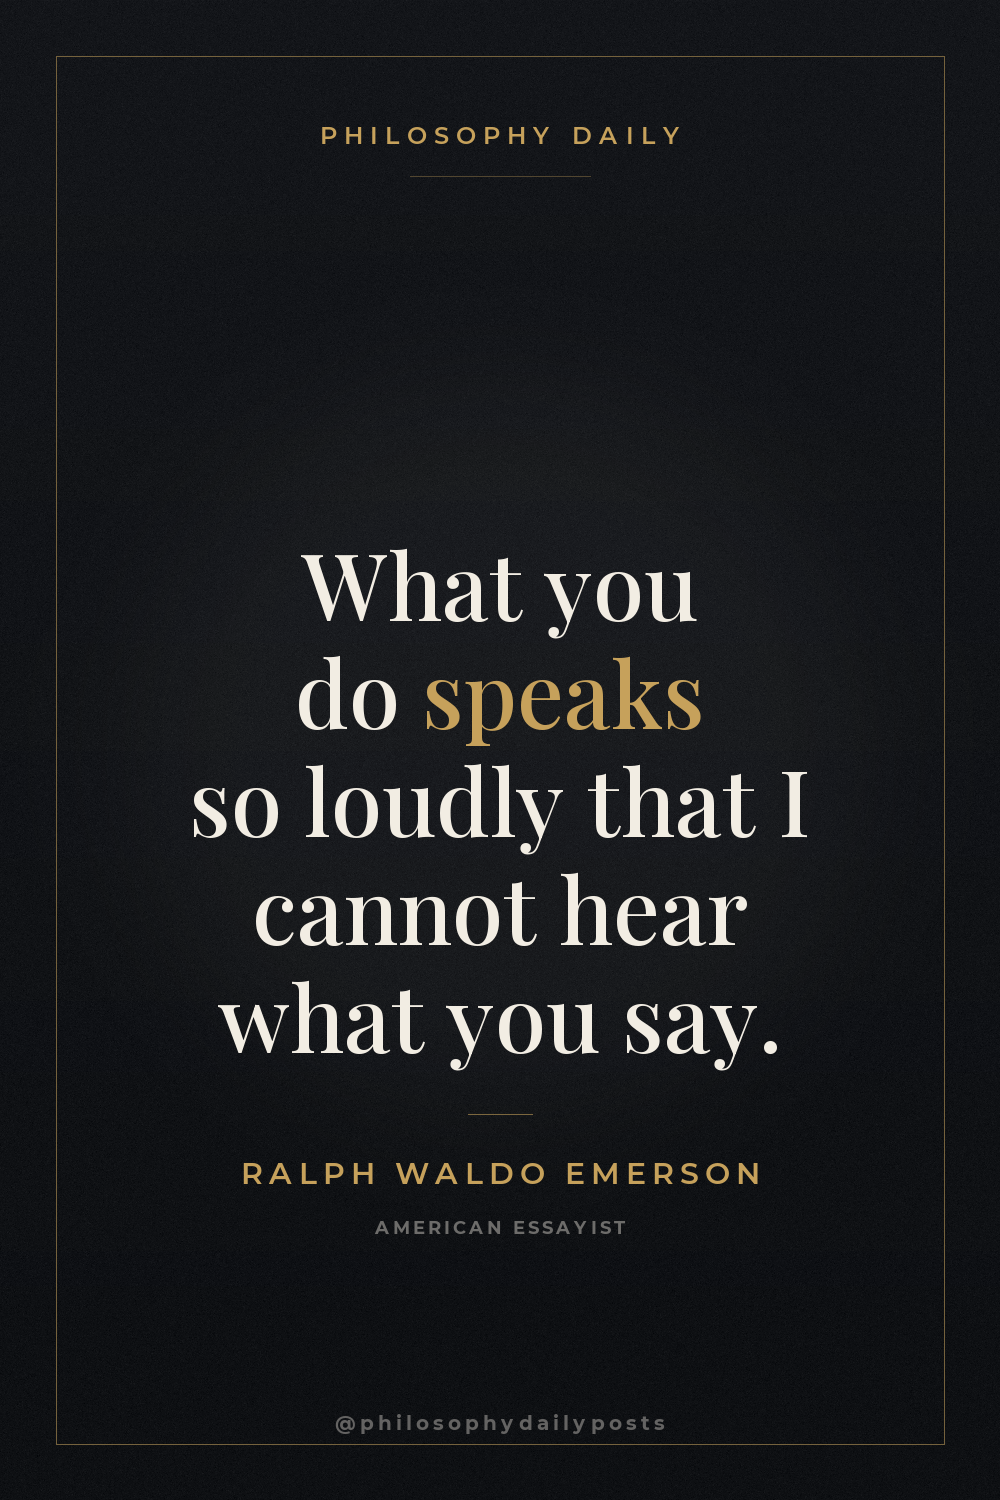 PHILOSOPHY DAILY
What you
do speaks
so loudly that I
cannot hear
what you say.
RALPH WALDO EMERSON
AMERICAN ESSAYIST
@philosophydailyposts